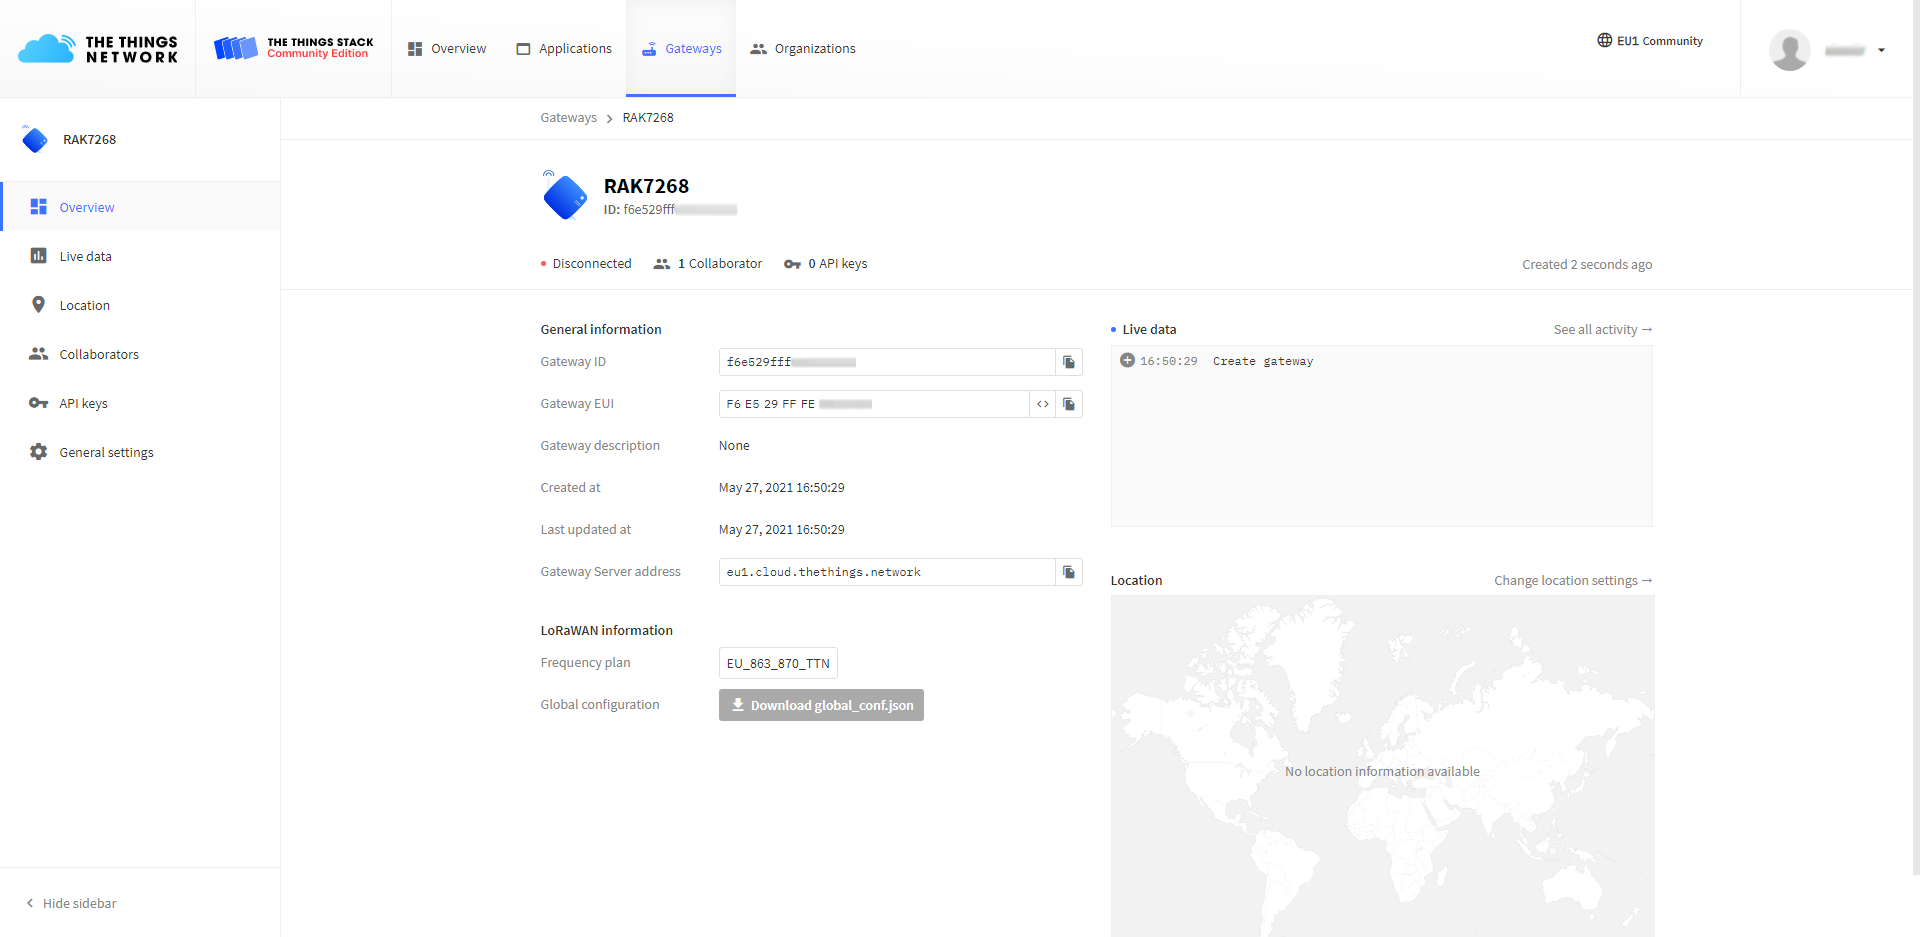 THE THINGS
NETWORK
THE THINGS STACK
Community Edition
Overview
Applications
Gateways
Organizations
EU1 Community
RAK7268
Overview
Live data
Location
Collaborators
API keys
General settings
Hide sidebar
Gateways > RAK7268
RAK7268
ID: f6e529fff
Disconnected
1 Collaborator
0 API keys
Created 2 seconds ago
General information
Gateway ID f6e529fff
Gateway EUI F6 E5 29 FF FE
Gateway description None
Created at May 27, 2021 16:50:29
Last updated at May 27, 2021 16:50:29
Gateway Server address eu1.cloud.thethings.network
LoRaWAN information
Frequency plan EU_863_870_TTN
Global configuration Download global_conf.json
Live data See all activity →
16:50:29 Create gateway
Location Change location settings →
No location information available